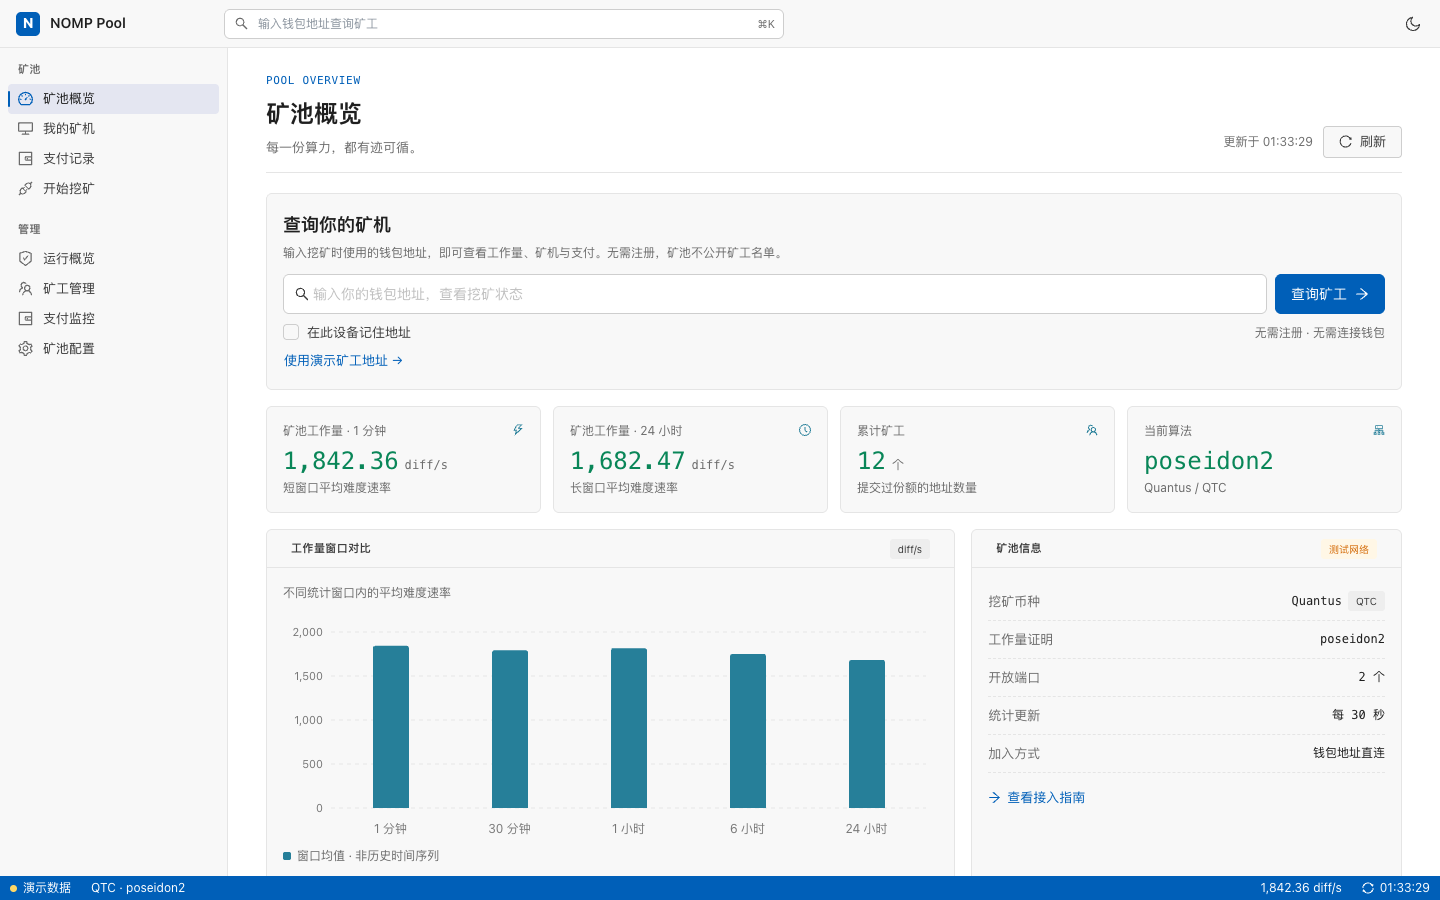 N NOMP Pool
输入钱包地址查询矿工 ⌘K
矿池
矿池概览
我的矿机
支付记录
开始挖矿
管理
运行概览
矿工管理
支付监控
矿池配置
POOL OVERVIEW
矿池概览
每一份算力，都有迹可循。
更新于 01:33:29
刷新
查询你的矿机
输入挖矿时使用的钱包地址，即可查看工作量、矿机与支付。无需注册，矿池不公开矿工名单。
输入你的钱包地址，查看挖矿状态
查询矿工 →
在此设备记住地址
无需注册 · 无需连接钱包
使用演示矿工地址 →
矿池工作量 · 1 分钟
1,842.36 diff/s
短窗口平均难度速率
矿池工作量 · 24 小时
1,682.47 diff/s
长窗口平均难度速率
累计矿工
12 个
提交过份额的地址数量
当前算法
poseidon2
Quantus / QTC
工作量窗口对比
diff/s
不同统计窗口内的平均难度速率
2,000
1,500
1,000
500
0
1 分钟
30 分钟
1 小时
6 小时
24 小时
窗口均值 · 非历史时间序列
矿池信息
测试网络
挖矿币种 Quantus QTC
工作量证明 poseidon2
开放端口 2 个
统计更新 每 30 秒
加入方式 钱包地址直连
→ 查看接入指南
演示数据
QTC · poseidon2
1,842.36 diff/s
01:33:29